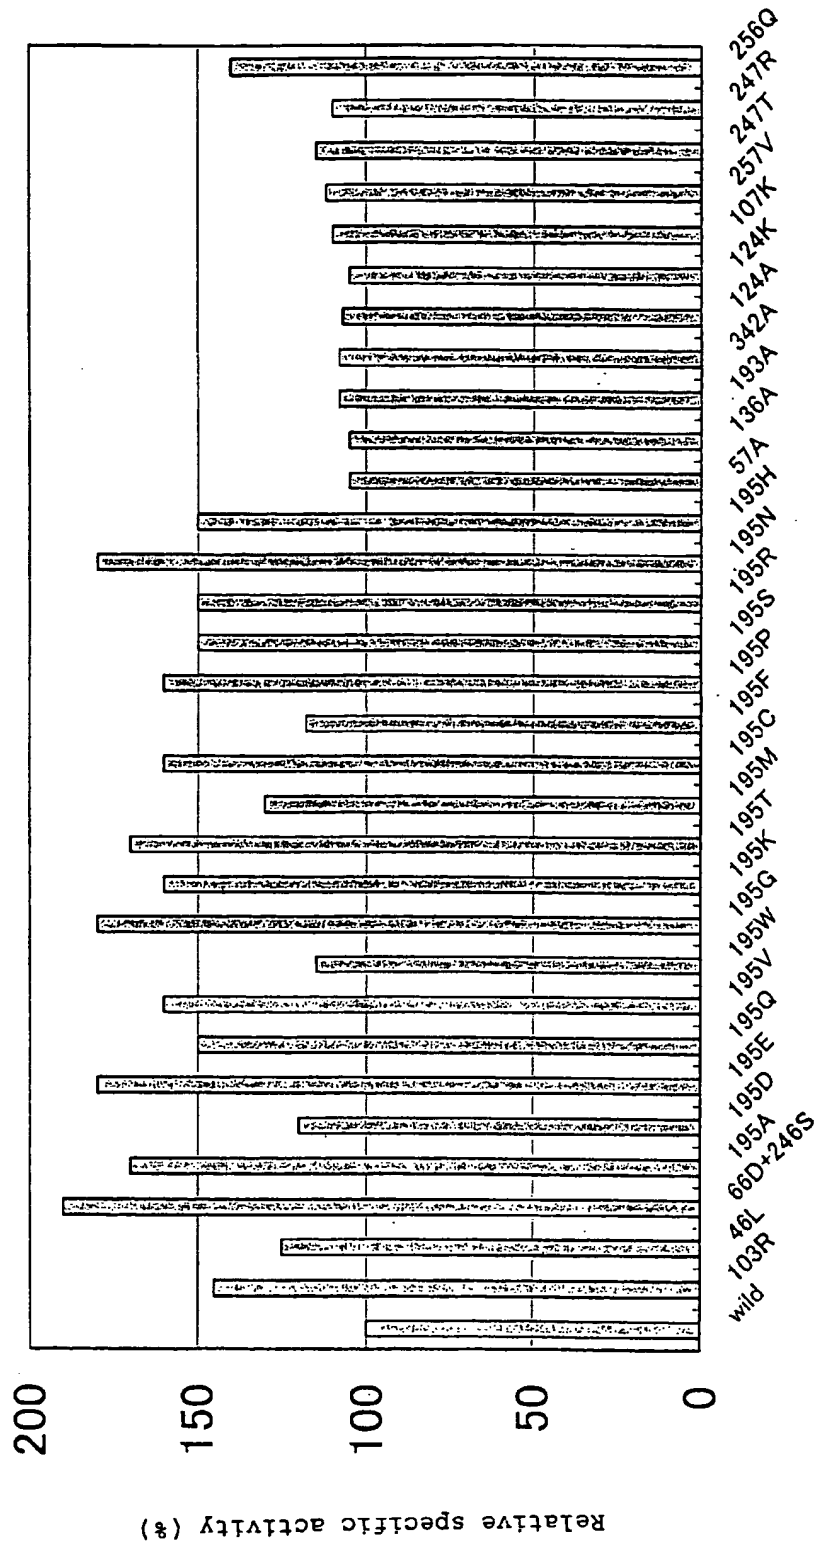 Relative specific activity (%)
200
150
100
50
0
wild
103R
46L
66D+246S
195A
195D
195E
195Q
195V
195W
195G
195K
195T
195M
195C
195F
195P
195S
195R
195N
195H
57A
136A
193A
342A
124A
124K
107K
257V
247T
247R
256Q